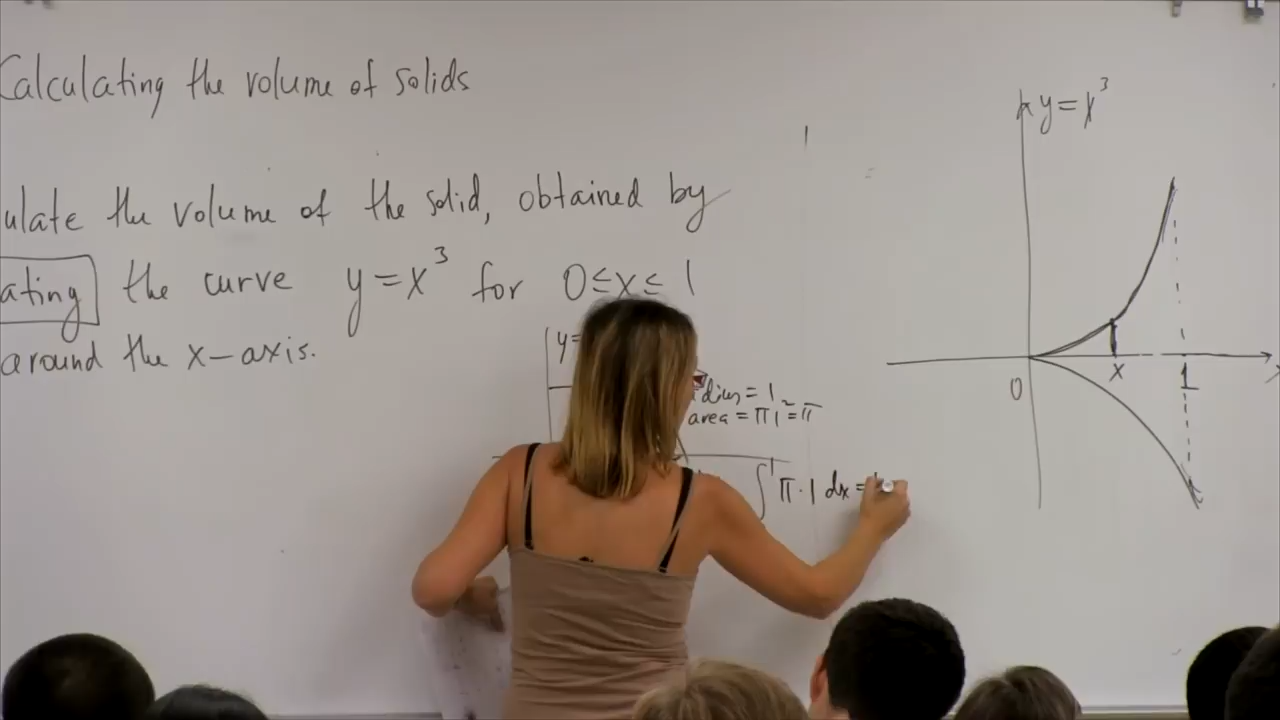 Calculating the volume of solids
ulate the volume of the solid, obtained by
ating the curve y = x³ for 0 ≤ x ≤ 1
around the x-axis.
y =
dius = 1
area = π1² = π
∫ 1 π · 1 dx =
y = x³
0 x 1